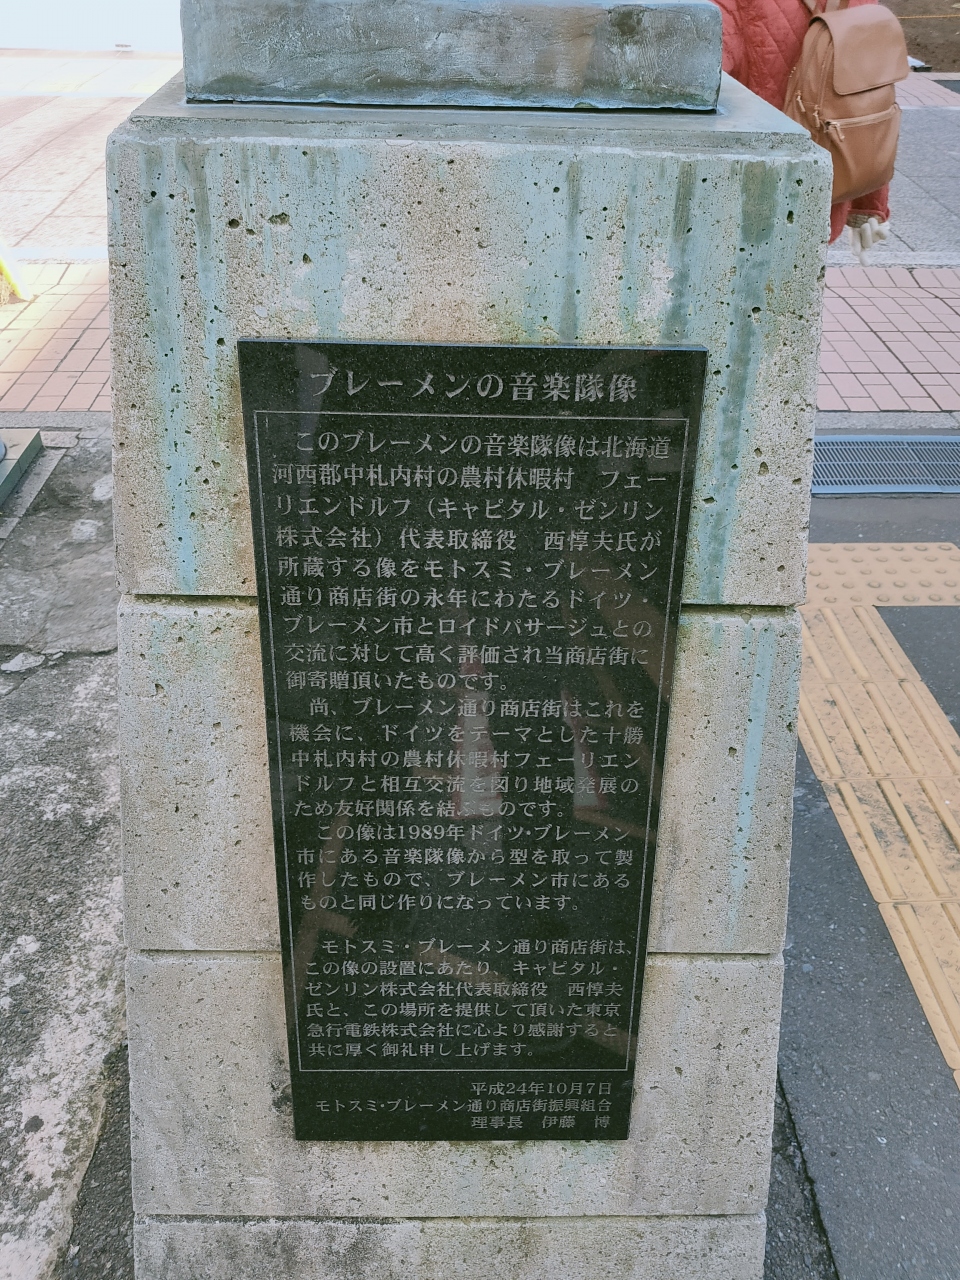 ブレーメンの音楽隊像
このブレーメンの音楽隊像は北海道
河西郡中札内村の農村休暇村　フェー
リエンドルフ（キャピタル・ゼンリン
株式会社）代表取締役　西惇夫氏が
所蔵する像をモトスミ・ブレーメン
通り商店街の永年にわたるドイツ・
ブレーメン市とロイドパサージュとの
交流に対して高く評価され当商店街に
御寄贈頂いたものです。
尚、ブレーメン通り商店街はこれを
機会に、ドイツをテーマとした十勝
中札内村の農村休暇村フェーリエン
ドルフと相互交流を図り地域発展の
ため友好関係を結ぶものです。
この像は1989年ドイツ・ブレーメン
市にある音楽隊像から型を取って製
作したもので、ブレーメン市にある
ものと同じ作りになっています。
モトスミ・ブレーメン通り商店街は、
この像の設置にあたり、キャピタル・
ゼンリン株式会社代表取締役　西惇夫
氏と、この場所を提供して頂いた東京
急行電鉄株式会社に心より感謝すると
共に厚く御礼申し上げます。
平成24年10月7日
モトスミ・ブレーメン通り商店街振興組合
理事長　伊藤　博